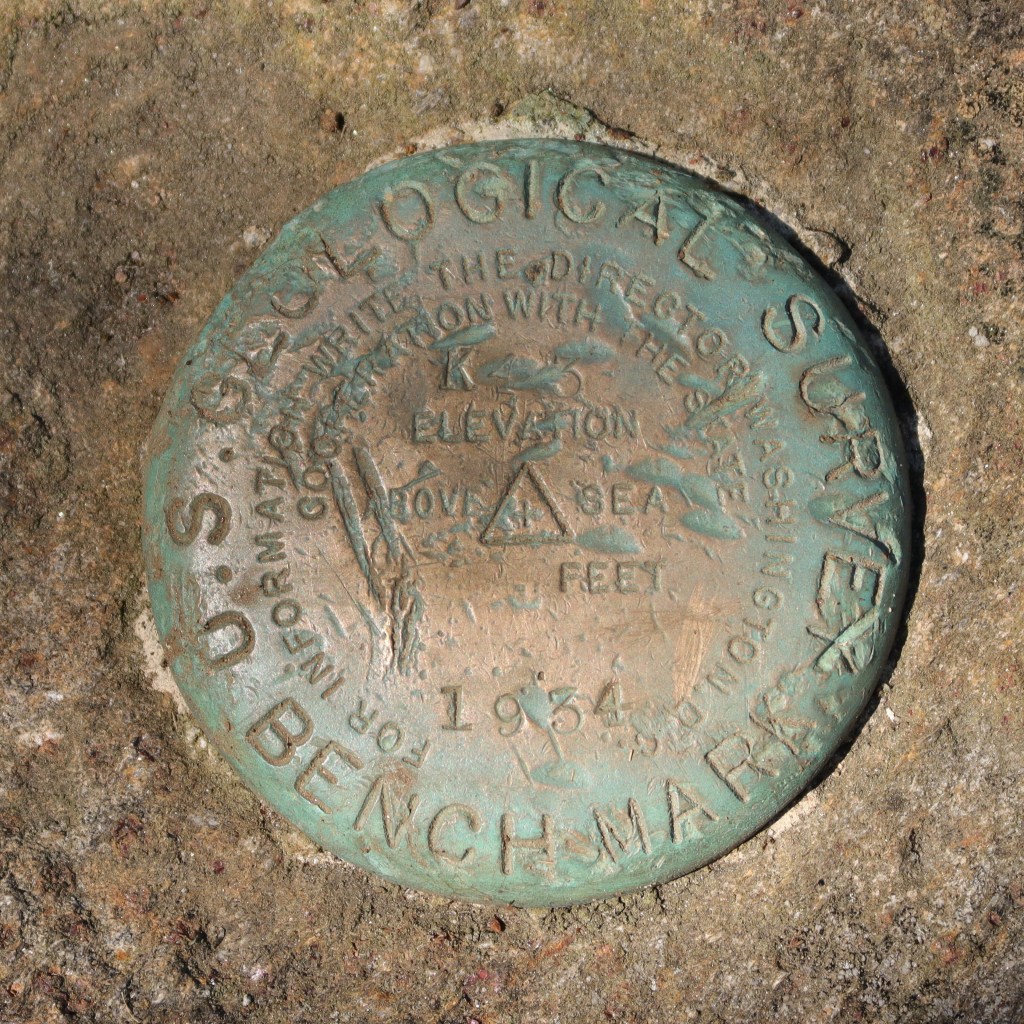 U.S. GEOLOGICAL SURVEY
BENCH MARK
FOR INFORMATION WRITE THE DIRECTOR WASHINGTON D.C.
COOPERATION WITH THE STATE
K 3
ELEVATION
ABOVE SEA
FEET
1934